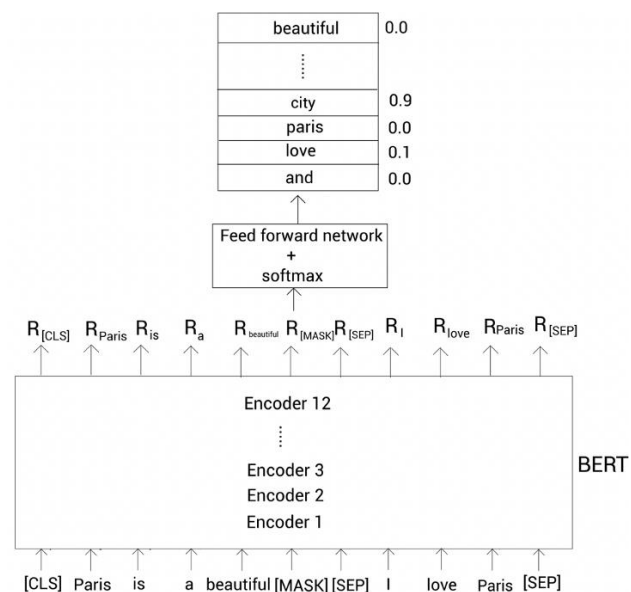 beautiful 0.0
city 0.9
paris 0.0
love 0.1
and 0.0
Feed forward network
+
softmax
R[CLS] RParis Ris Ra Rbeautiful R[MASK] R[SEP] RI Rlove RParis R[SEP]
Encoder 12
Encoder 3
BERT
Encoder 2
Encoder 1
[CLS] Paris is a beautiful [MASK] [SEP] I love Paris [SEP]